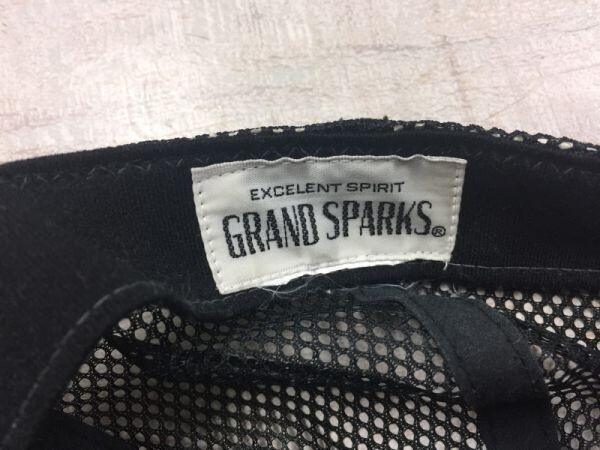 EXCELENT SPIRIT
GRAND SPARKS®